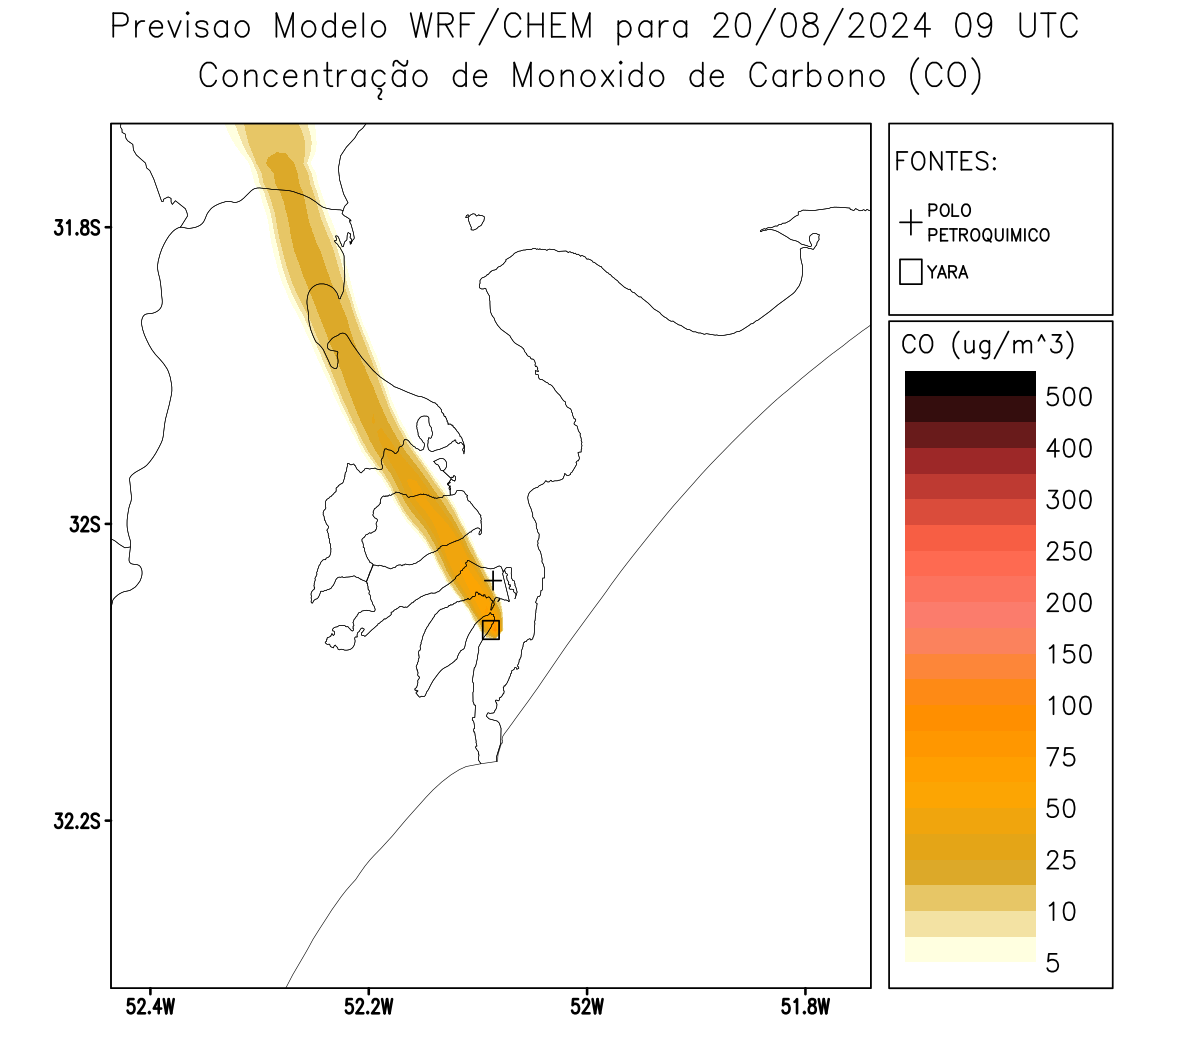 Previsao Modelo WRF/CHEM para 20/08/2024 09 UTC
Concentração de Monoxido de Carbono (CO)
FONTES:
POLO
PETROQUIMICO
YARA
CO (ug/m^3)
500
400
300
250
200
150
100
75
50
25
10
5
31.8S
32S
32.2S
52.4W
52.2W
52W
51.8W